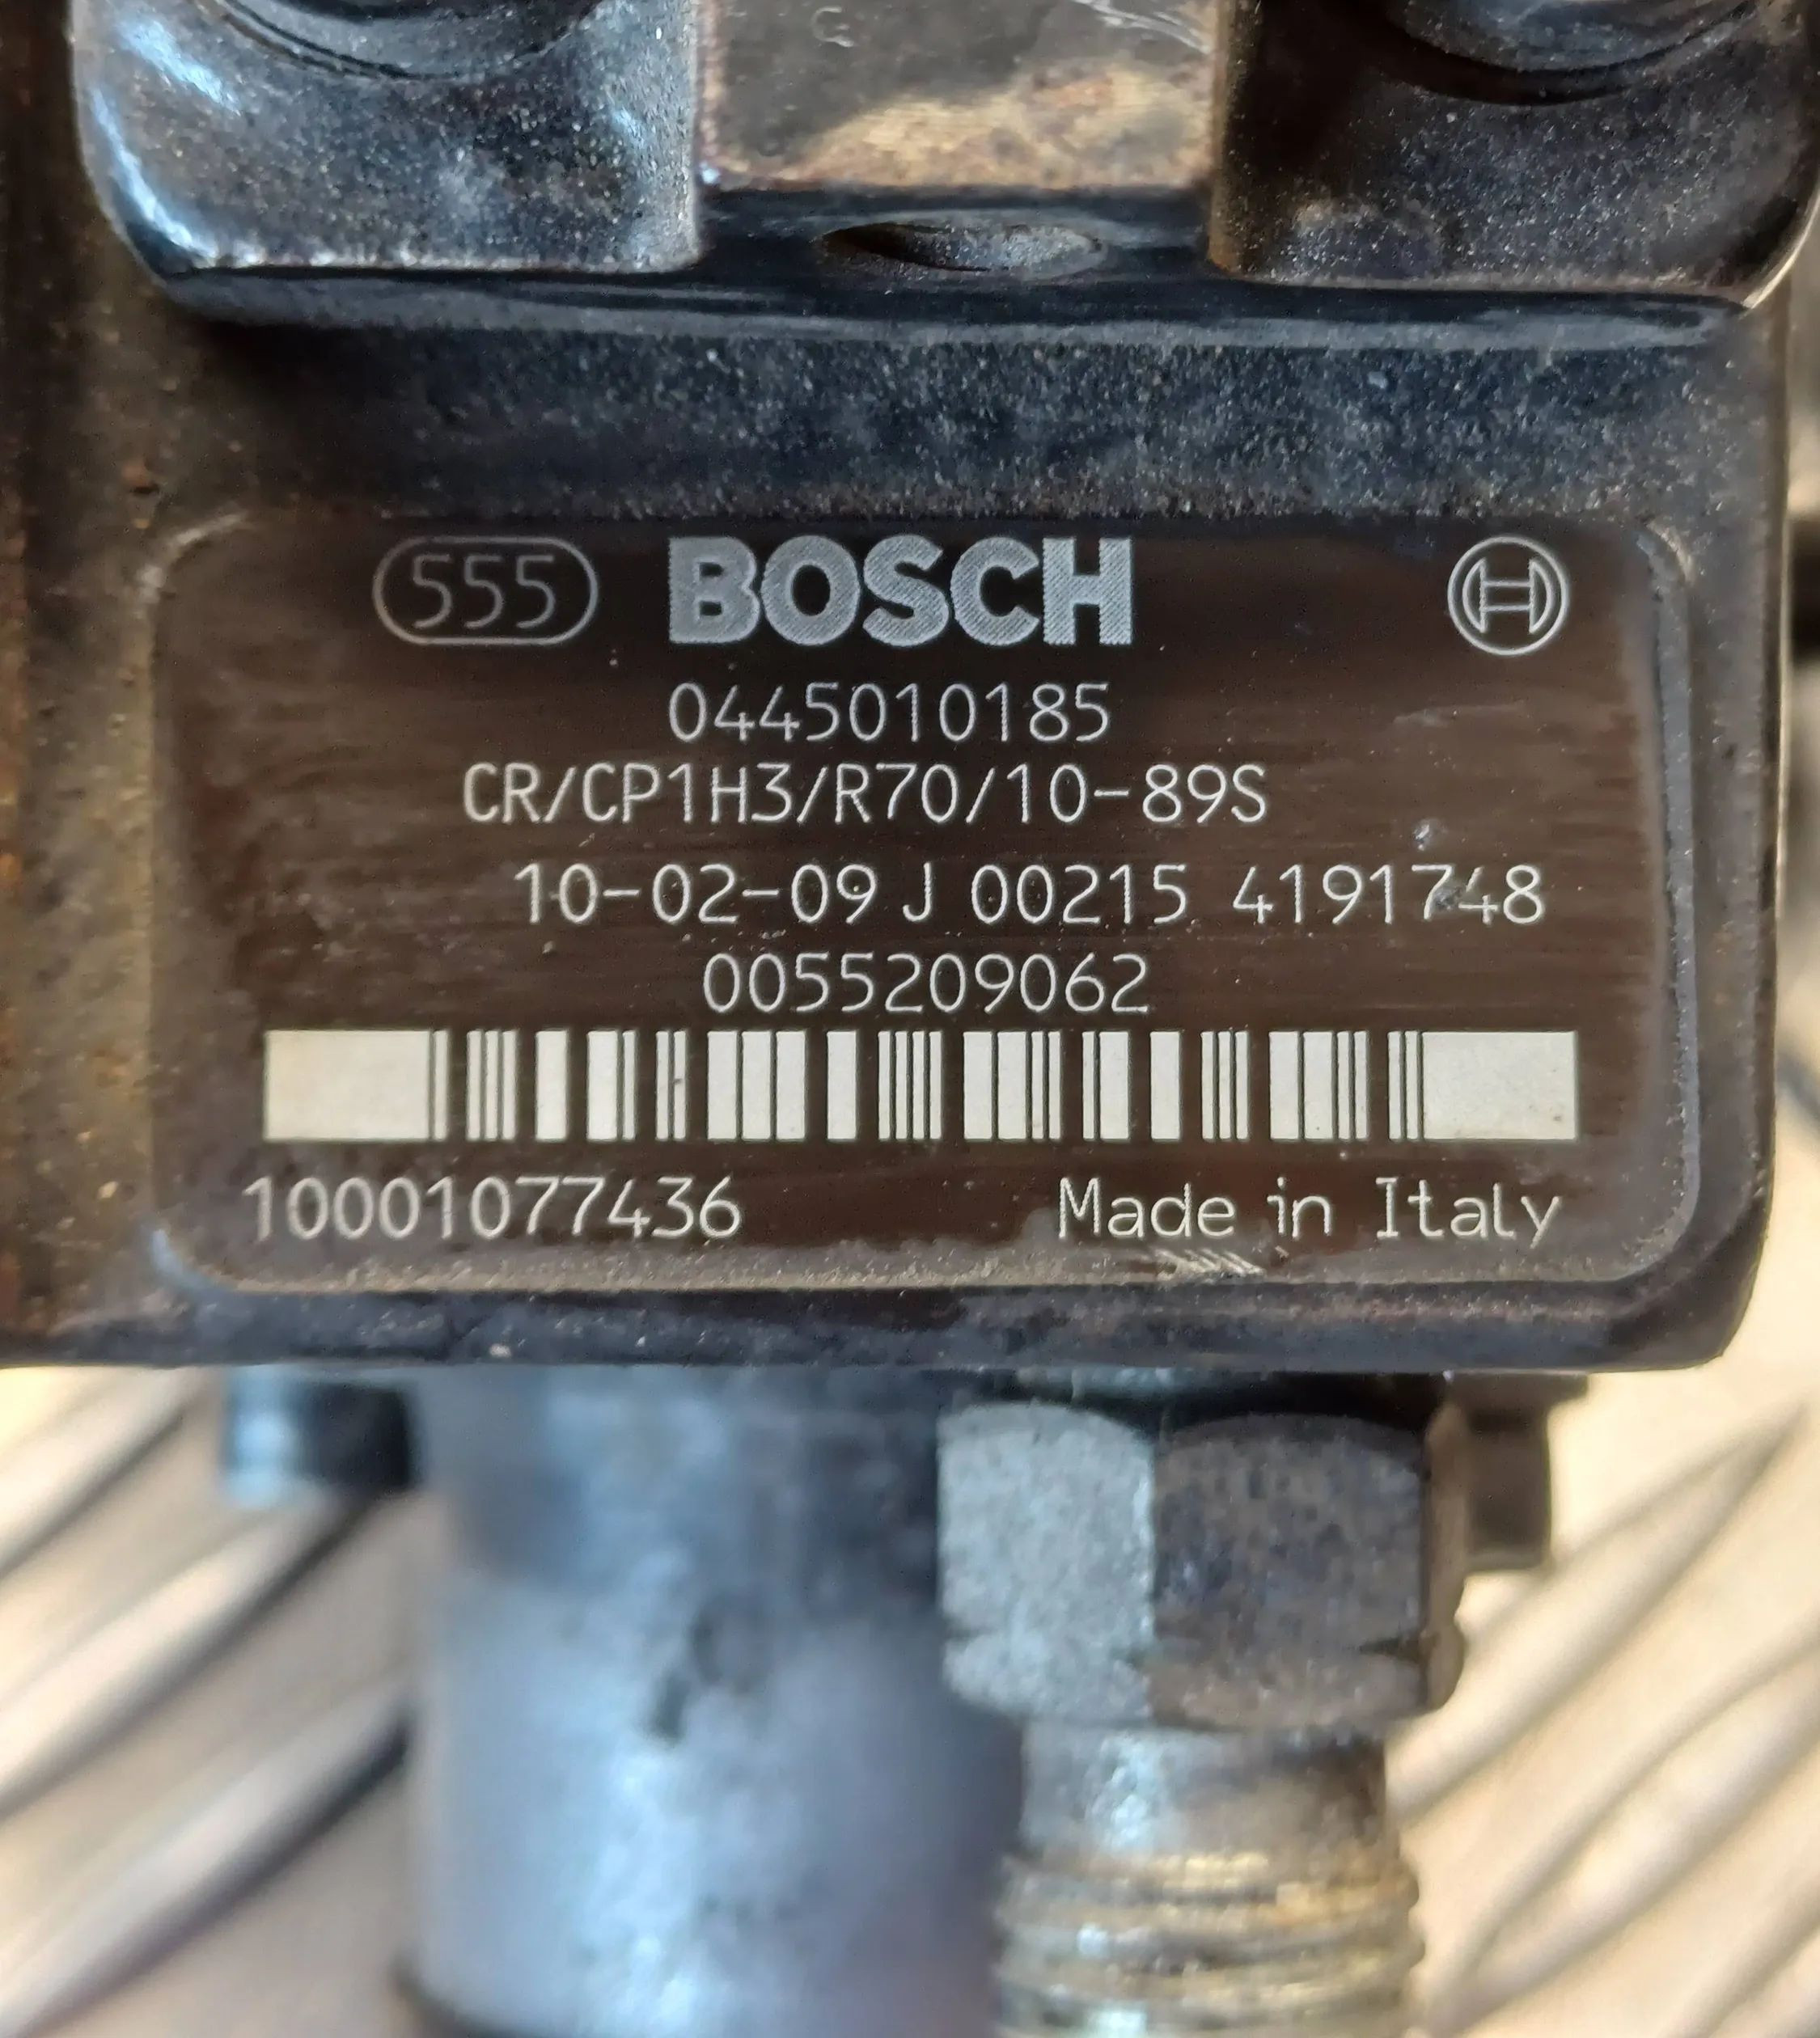 555 BOSCH
0445010185
CR/CP1H3/R70/10-89S
10-02-09 J 00215 4191748
0055209062
10001077436 Made in Italy